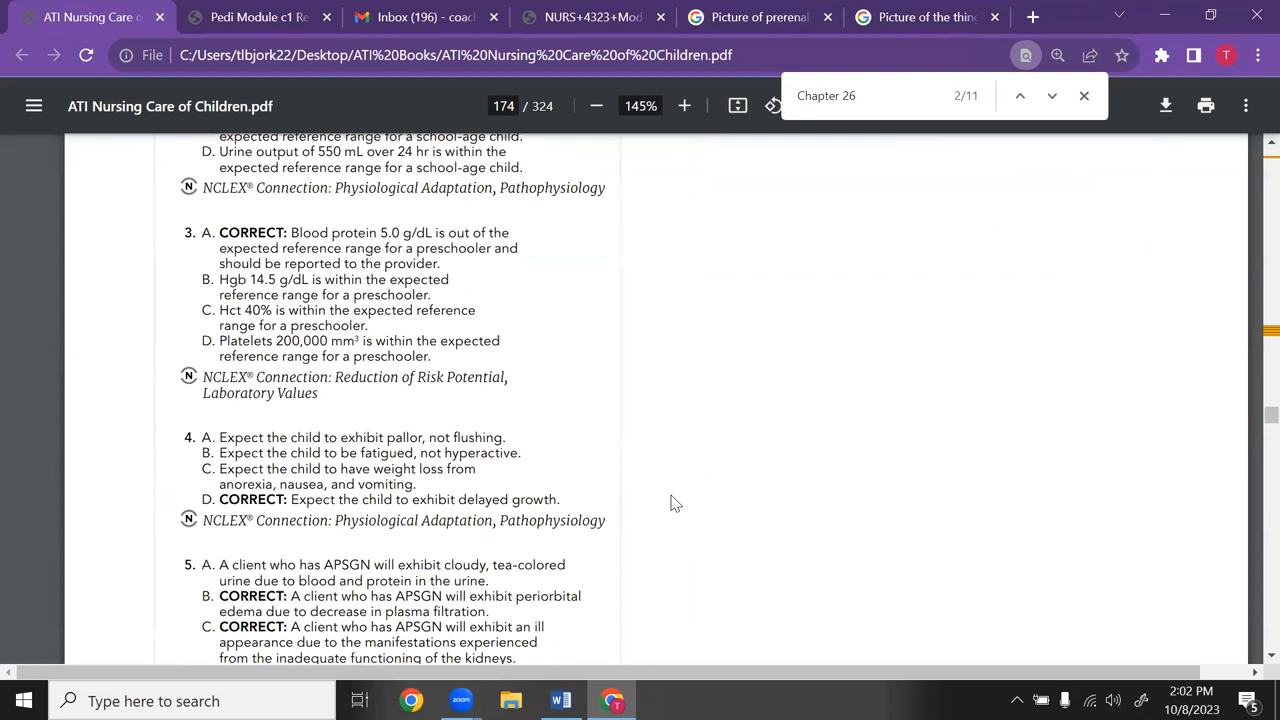 ATI Nursing Care of
Pedi Module c1 Re
Inbox (196) - coac
NURS+4323+Mod
Picture of prerenal
Picture of the thin
File
C:/Users/tlbjork22/Desktop/ATI%20Books/ATI%20Nursing%20Care%20of%20Children.pdf
T
ATI Nursing Care of Children.pdf
174 / 324
145%
Chapter 26
2/11
expected reference range for a school-age child.
D. Urine output of 550 mL over 24 hr is within the
expected reference range for a school-age child.
N NCLEX® Connection: Physiological Adaptation, Pathophysiology
3. A. CORRECT: Blood protein 5.0 g/dL is out of the
expected reference range for a preschooler and
should be reported to the provider.
B. Hgb 14.5 g/dL is within the expected
reference range for a preschooler.
C. Hct 40% is within the expected reference
range for a preschooler.
D. Platelets 200,000 mm³ is within the expected
reference range for a preschooler.
N NCLEX® Connection: Reduction of Risk Potential,
Laboratory Values
4. A. Expect the child to exhibit pallor, not flushing.
B. Expect the child to be fatigued, not hyperactive.
C. Expect the child to have weight loss from
anorexia, nausea, and vomiting.
D. CORRECT: Expect the child to exhibit delayed growth.
N NCLEX® Connection: Physiological Adaptation, Pathophysiology
5. A. A client who has APSGN will exhibit cloudy, tea-colored
urine due to blood and protein in the urine.
B. CORRECT: A client who has APSGN will exhibit periorbital
edema due to decrease in plasma filtration.
C. CORRECT: A client who has APSGN will exhibit an ill
appearance due to the manifestations experienced
from the inadequate functioning of the kidneys.
Type here to search
zoom
W
T
2:02 PM
10/8/2023
5